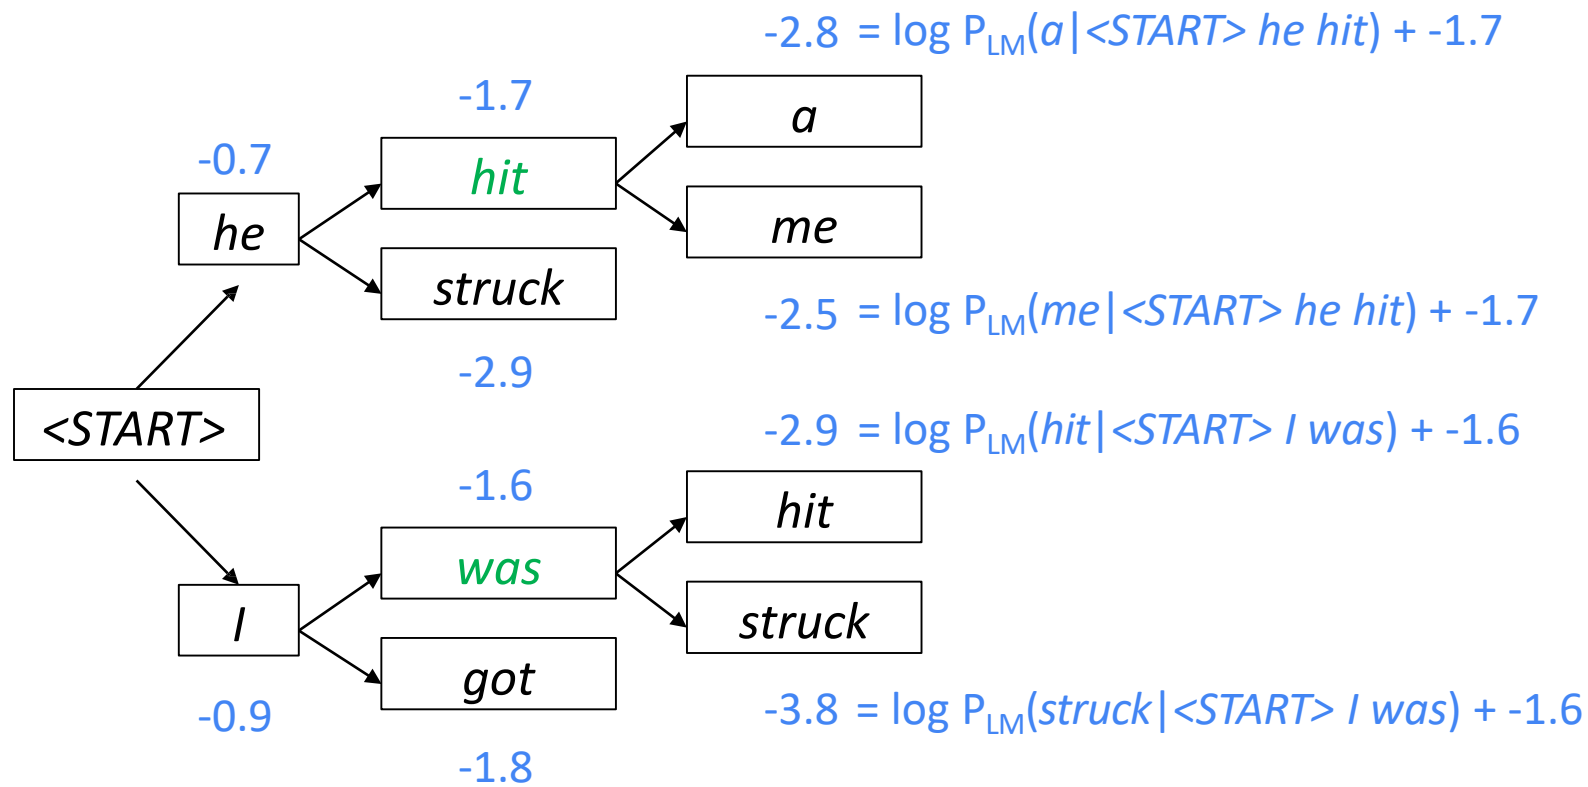 -2.8 = log P_LM(a|<START> he hit) + -1.7
-1.7
a
-0.7
hit
me
he
struck
-2.5 = log P_LM(me|<START> he hit) + -1.7
-2.9
<START>
-2.9 = log P_LM(hit|<START> I was) + -1.6
-1.6
hit
was
struck
I
got
-0.9
-3.8 = log P_LM(struck|<START> I was) + -1.6
-1.8